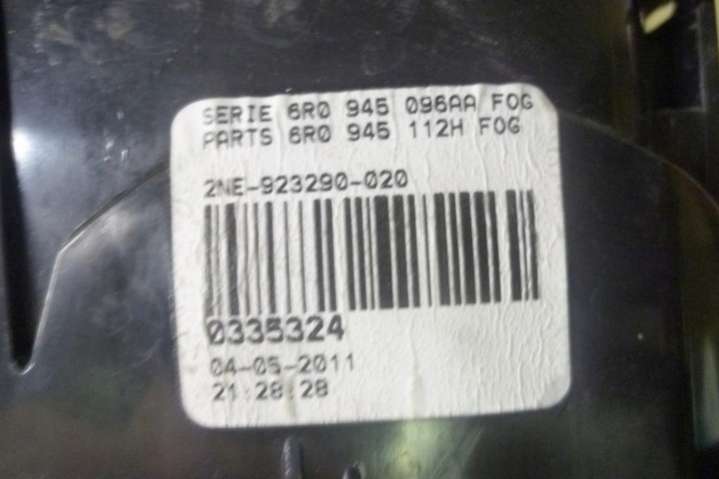 SERIE 6R0 945 096AA FOG
PARTS 6R0 945 112H FOG
2NE-923290-020
0335324
04-05-2011
21:28:28